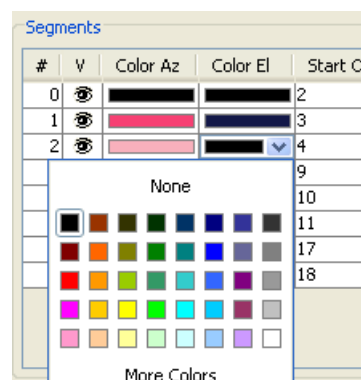 Segments
# V Color Az Color El Start O
0 2
1 3
2 4
9
None
10
11
17
18
More Colors